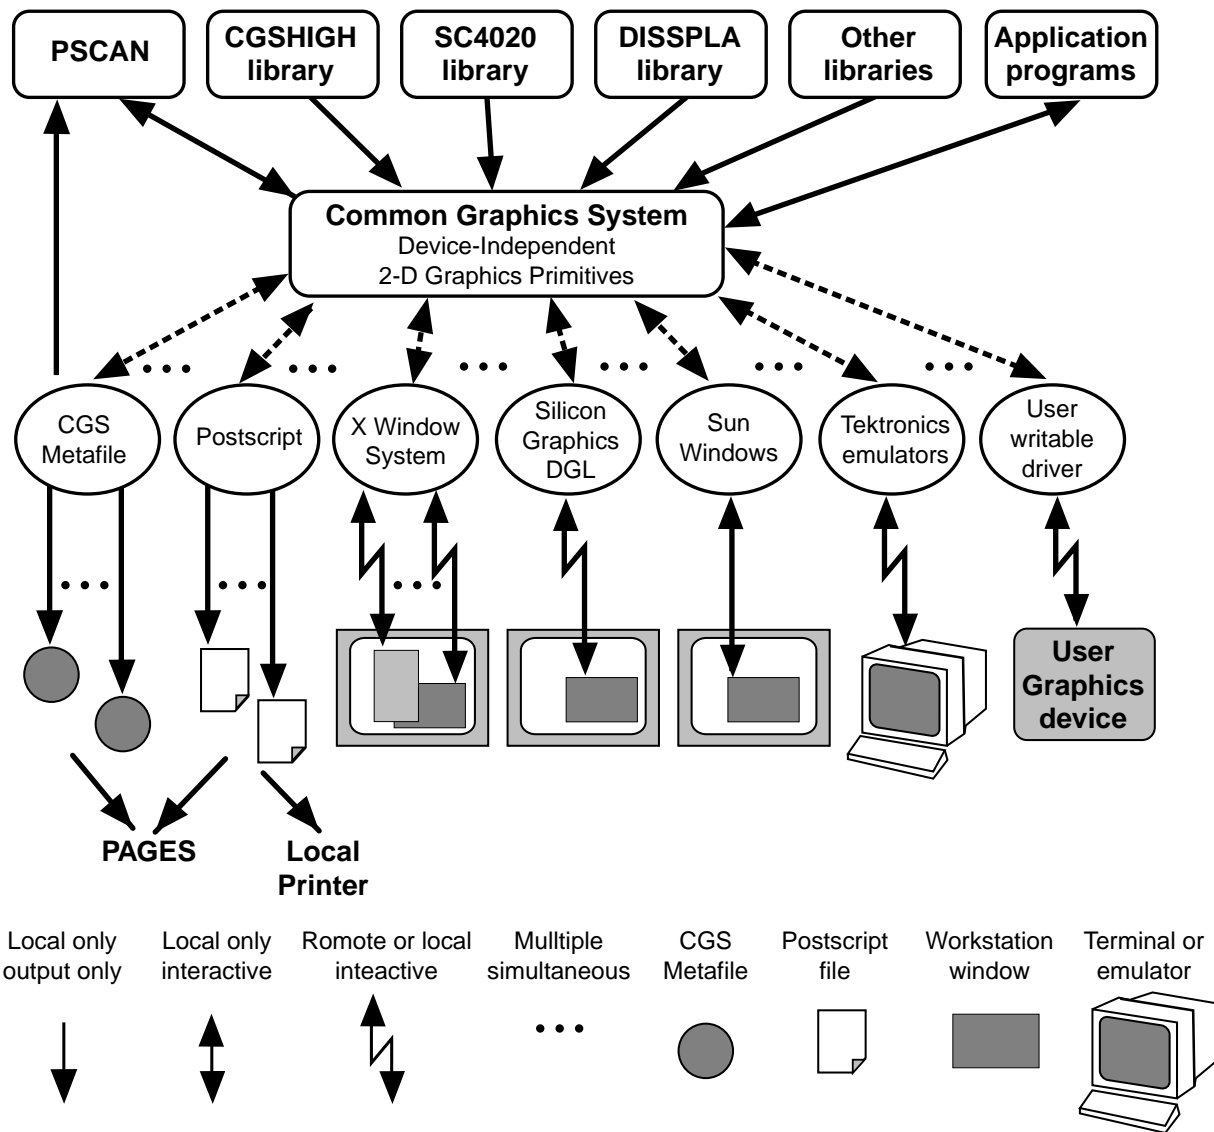 PSCAN
CGSHIGH
library
SC4020
library
DISSPLA
library
Other
libraries
Application
programs
Common Graphics System
Device-Independent
2-D Graphics Primitives
CGS
Metafile
Postscript
X Window
System
Silicon
Graphics
DGL
Sun
Windows
Tektronics
emulators
User
writable
driver
User
Graphics
device
PAGES
Local
Printer
Local only
output only
Local only
interactive
Romote or local
inteactive
Mulltiple
simultaneous
CGS
Metafile
Postscript
file
Workstation
window
Terminal or
emulator